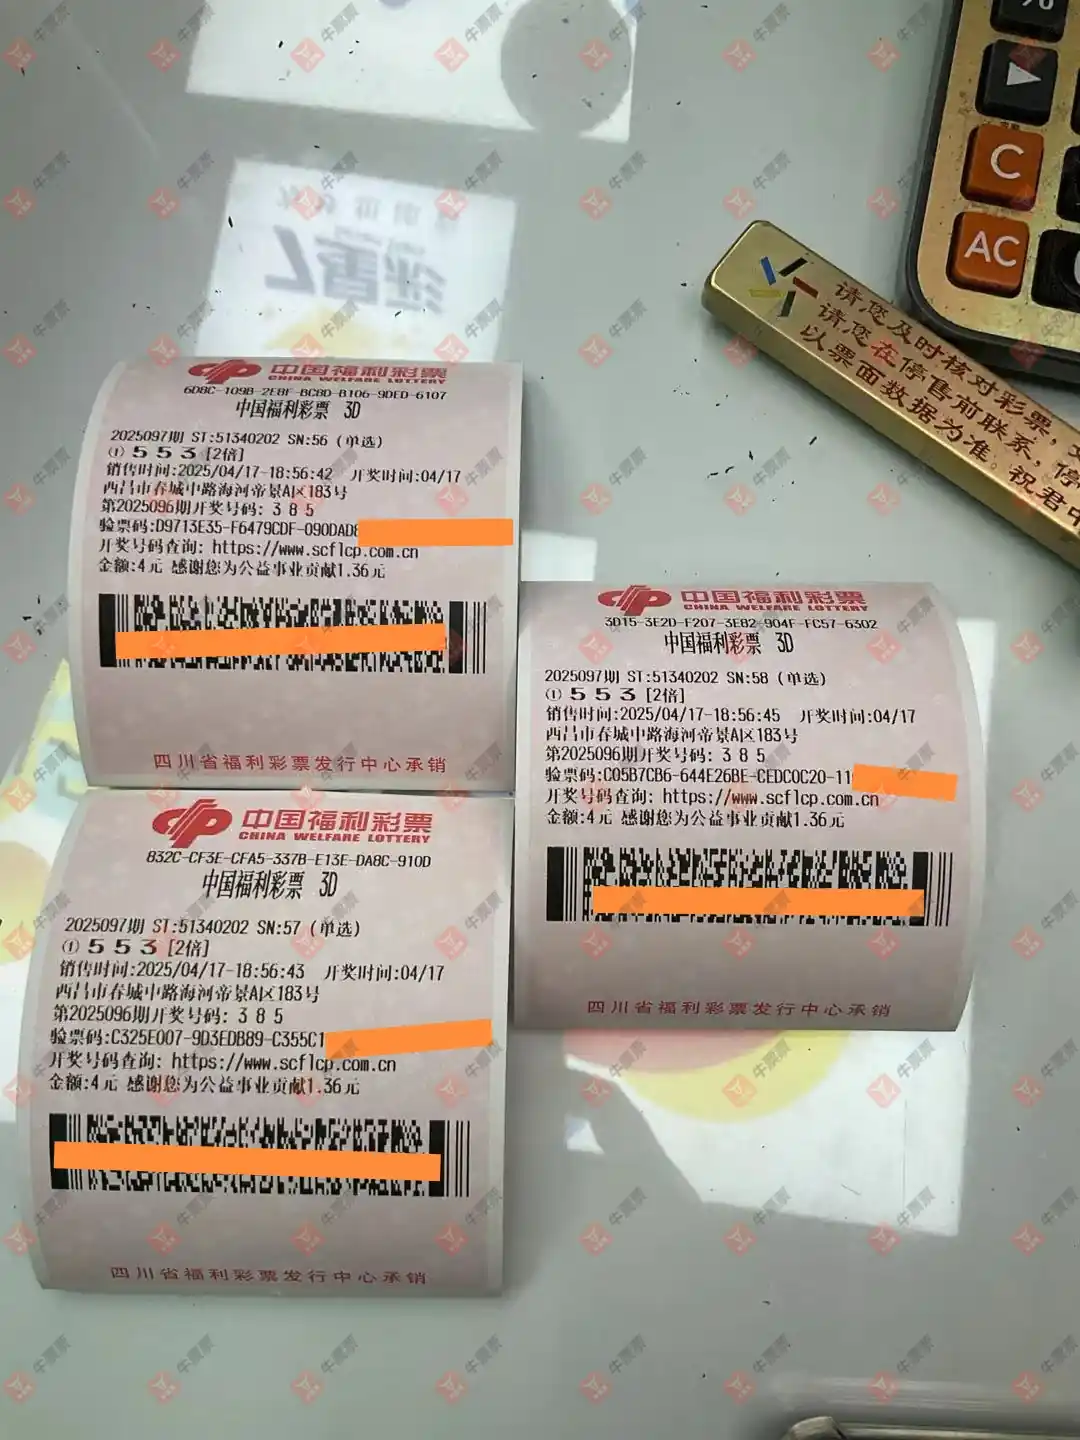 中国福利彩票
CHINA WELFARE LOTTERY
6D8C-109B-2EBF-BCBD-B106-9DED-6107
中国福利彩票 3D
2025097期 ST:51340202 SN:56 (单选)
① 5 5 3 [2倍]
销售时间:2025/04/17-18:56:42 开奖时间:04/17
西昌市春城中路海河帝景A区183号
第2025096期开奖号码: 3 8 5
验票码:D9713E35-F6479CDF-090DAD8
开奖号码查询: https://www.scflcp.com.cn
金额:4元 感谢您为公益事业贡献1.36元
四川省福利彩票发行中心承销
中国福利彩票
CHINA WELFARE LOTTERY
3D15-3E2D-F207-3E82-904F-FC57-6302
中国福利彩票 3D
2025097期 ST:51340202 SN:58 (单选)
① 5 5 3 [2倍]
销售时间:2025/04/17-18:56:45 开奖时间:04/17
西昌市春城中路海河帝景A区183号
第2025096期开奖号码: 3 8 5
验票码:C05B7CB6-644E26BE-CEDC0C20-11
开奖号码查询: https://www.scflcp.com.cn
金额:4元 感谢您为公益事业贡献1.36元
四川省福利彩票发行中心承销
中国福利彩票
CHINA WELFARE LOTTERY
832C-CF3E-CFA5-337B-E13E-DA8C-910D
中国福利彩票 3D
2025097期 ST:51340202 SN:57 (单选)
① 5 5 3 [2倍]
销售时间:2025/04/17-18:56:43 开奖时间:04/17
西昌市春城中路海河帝景A区183号
第2025096期开奖号码: 3 8 5
验票码:C325E007-9D3EDB89-C355C1
开奖号码查询: https://www.scflcp.com.cn
金额:4元 感谢您为公益事业贡献1.36元
四川省福利彩票发行中心承销
请您及时核对彩票,
请您在停售前联系,停
以票面数据为准。祝君中
%
C
AC
牛票票